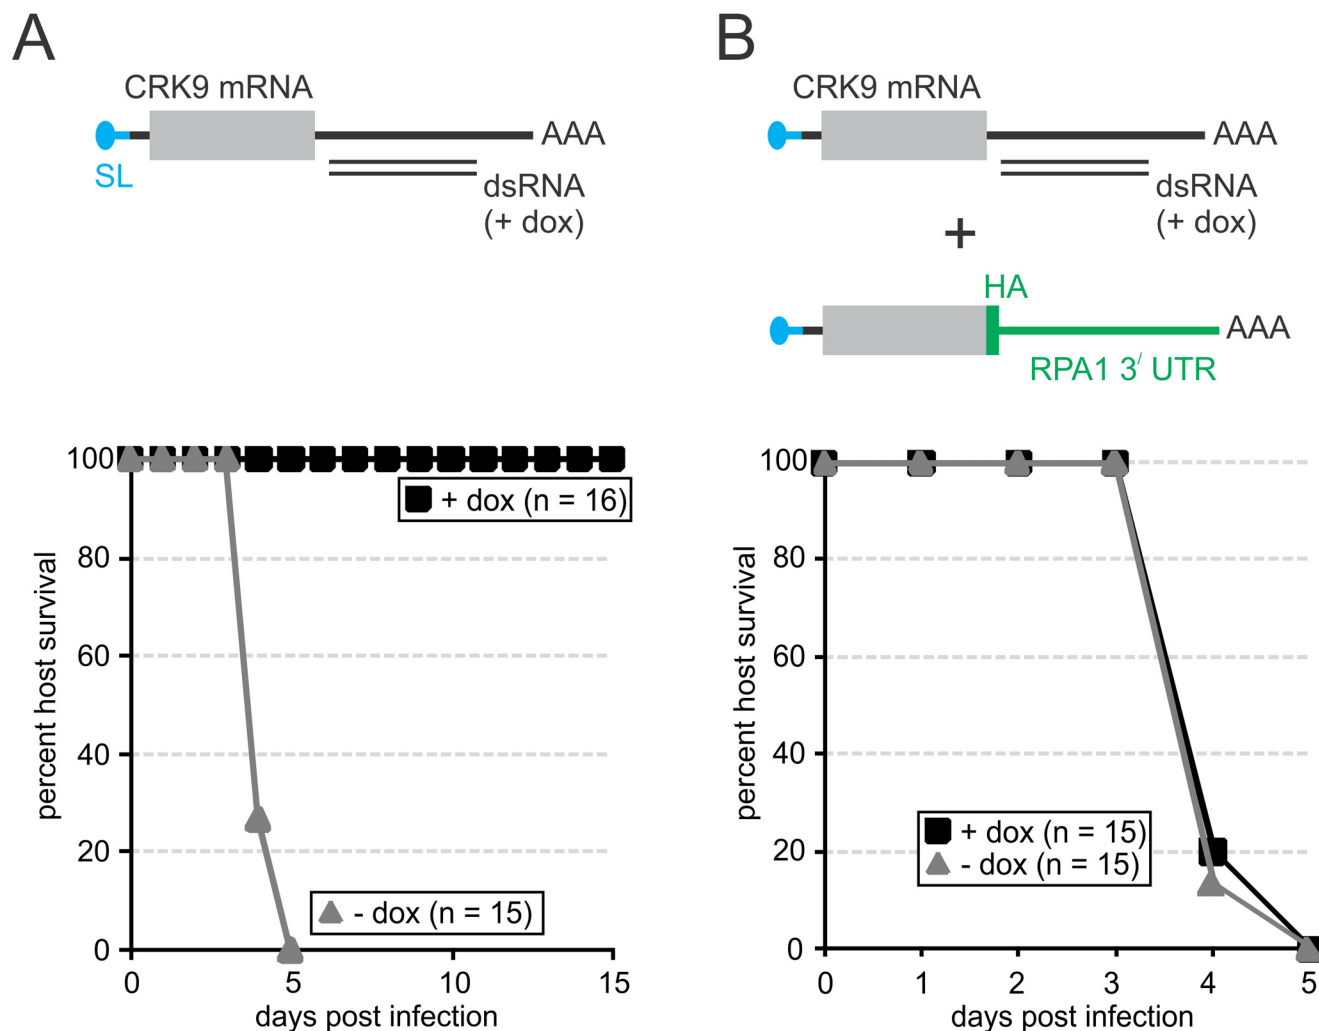 A
CRK9 mRNA
AAA
SL
dsRNA
(+ dox)
percent host survival
100
80
60
40
20
0
+ dox (n = 16)
- dox (n = 15)
0 5 10 15
days post infection
B
CRK9 mRNA
AAA
dsRNA
(+ dox)
+
HA
AAA
RPA1 3/ UTR
percent host survival
100
80
60
40
20
0
+ dox (n = 15)
- dox (n = 15)
0 1 2 3 4 5
days post infection